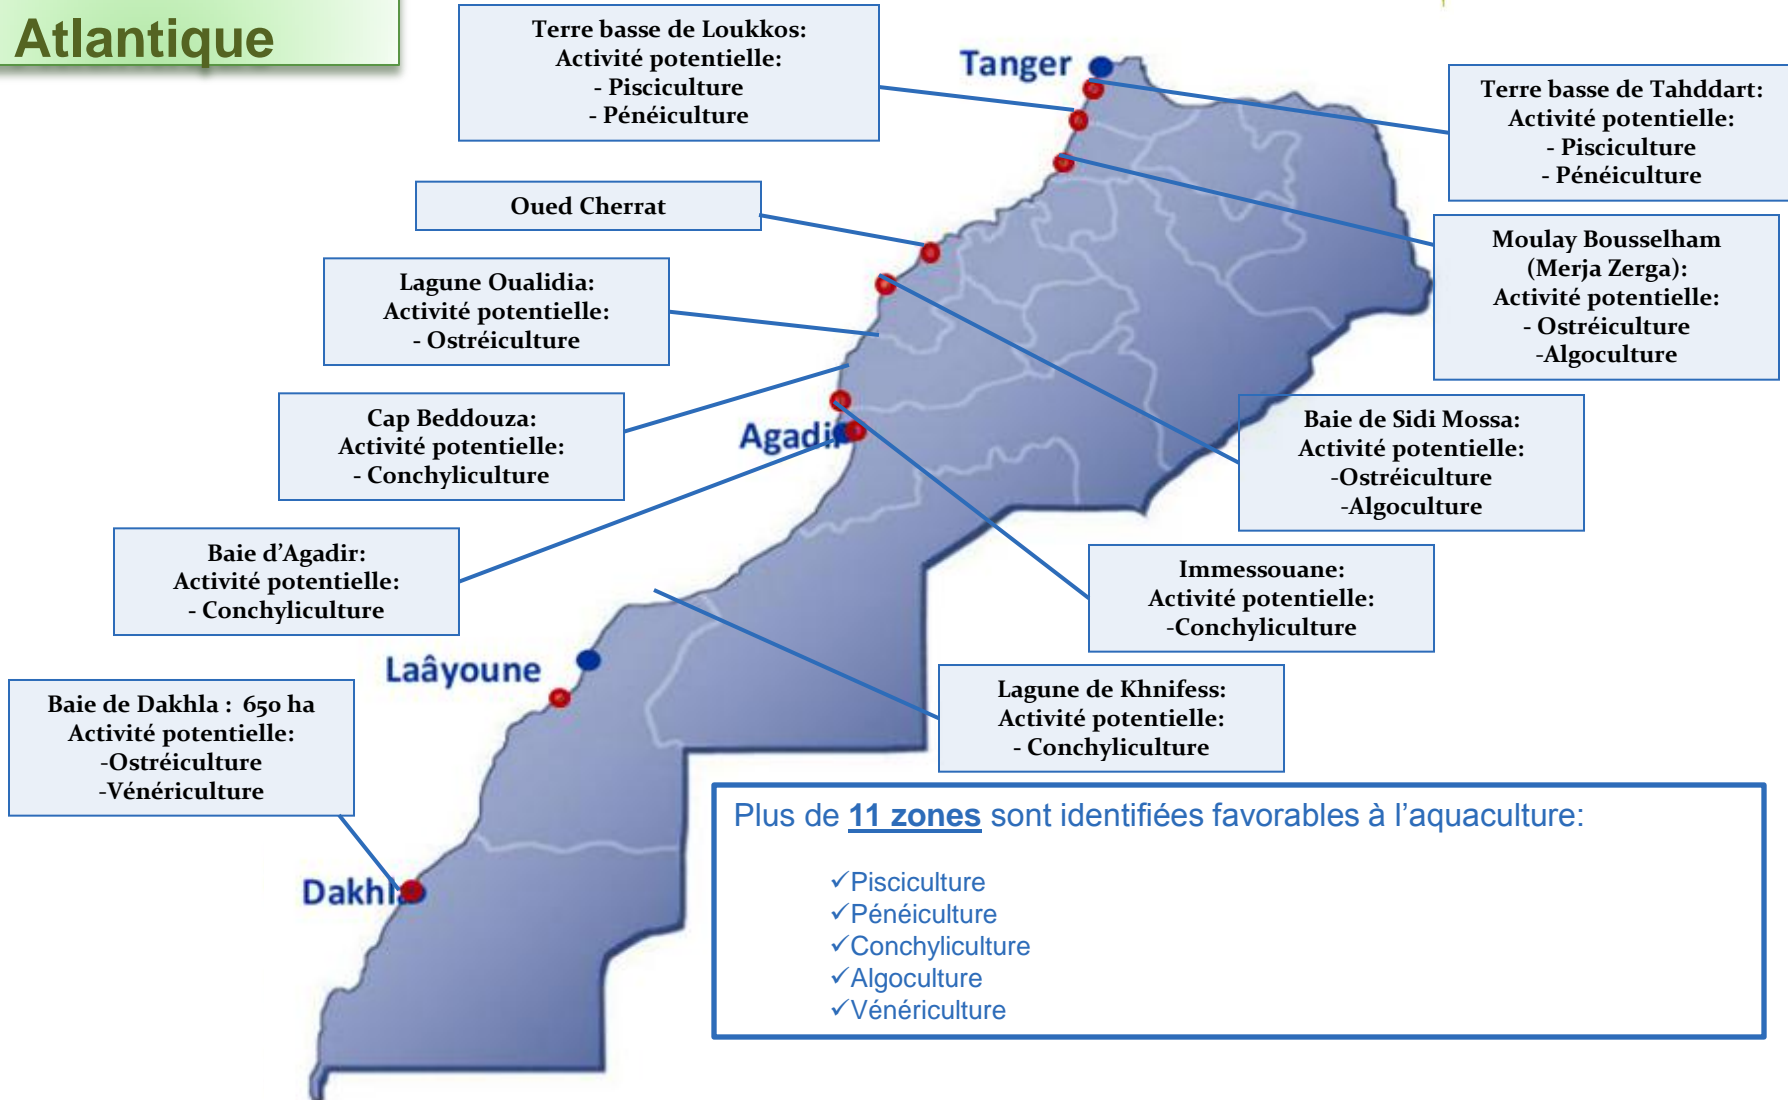 Atlantique
Terre basse de Loukkos:
Activité potentielle:
- Pisciculture
- Pénéiculture
Tanger
Terre basse de Tahddart:
Activité potentielle:
- Pisciculture
- Pénéiculture
Oued Cherrat
Moulay Bousselham
(Merja Zerga):
Activité potentielle:
- Ostréiculture
-Algoculture
Lagune Oualidia:
Activité potentielle:
- Ostréiculture
Cap Beddouza:
Activité potentielle:
- Conchyliculture
Agadir
Baie de Sidi Mossa:
Activité potentielle:
-Ostréiculture
-Algoculture
Baie d’Agadir:
Activité potentielle:
- Conchyliculture
Immessouane:
Activité potentielle:
-Conchyliculture
Laâyoune
Lagune de Khnifess:
Activité potentielle:
- Conchyliculture
Baie de Dakhla : 650 ha
Activité potentielle:
-Ostréiculture
-Vénériculture
Dakhla
Plus de 11 zones sont identifiées favorables à l’aquaculture:
✓Pisciculture
✓Pénéiculture
✓Conchyliculture
✓Algoculture
✓Vénériculture